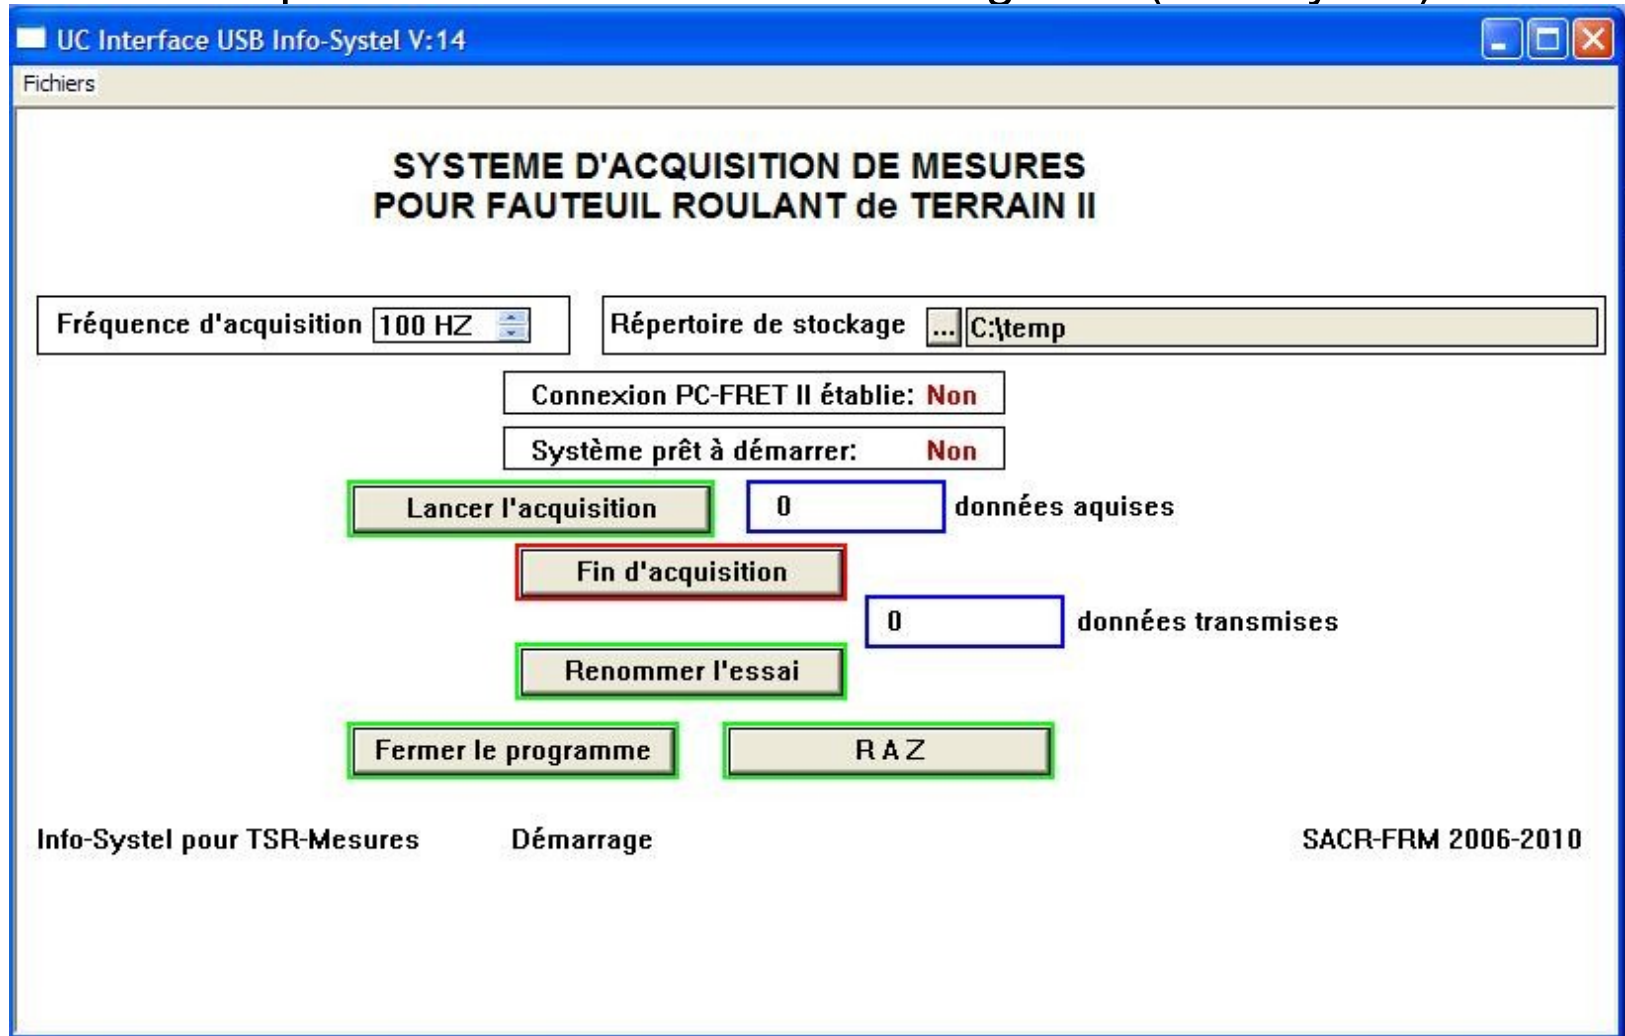 UC Interface USB Info-Systel V:14
Fichiers
SYSTEME D'ACQUISITION DE MESURES
POUR FAUTEUIL ROULANT de TERRAIN II
Fréquence d'acquisition 100 HZ Répertoire de stockage ... C:\temp
Connexion PC-FRET II établie: Non
Système prêt à démarrer: Non
Lancer l'acquisition 0 données aquises
Fin d'acquisition
0 données transmises
Renommer l'essai
Fermer le programme R A Z
Info-Systel pour TSR-Mesures Démarrage SACR-FRM 2006-2010